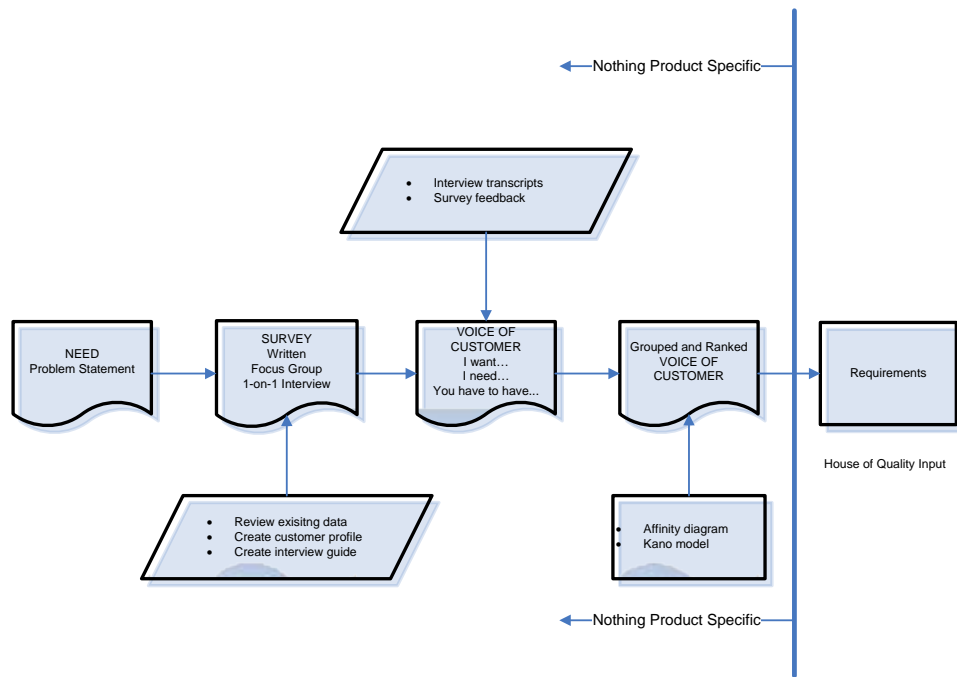 Nothing Product Specific
• Interview transcripts
• Survey feedback
NEED
Problem Statement
SURVEY
Written
Focus Group
1-on-1 Interview
VOICE OF
CUSTOMER
I want…
I need…
You have to have...
Grouped and Ranked
VOICE OF
CUSTOMER
Requirements
House of Quality Input
• Review exisitng data
• Create customer profile
• Create interview guide
• Affinity diagram
• Kano model
Nothing Product Specific